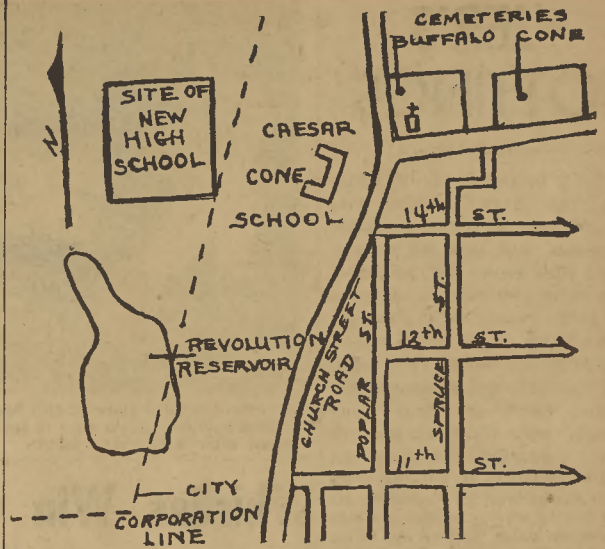 CEMETERIES
BUFFALO CONE
SITE OF
NEW
HIGH
SCHOOL
N
CAESAR
CONE
SCHOOL
14th ST.
REVOLUTION
RESERVOIR
CHURCH STREET
ROAD
POPLAR ST.
SPRUCE ST.
12th ST.
11th ST.
CITY
CORPORATION
LINE